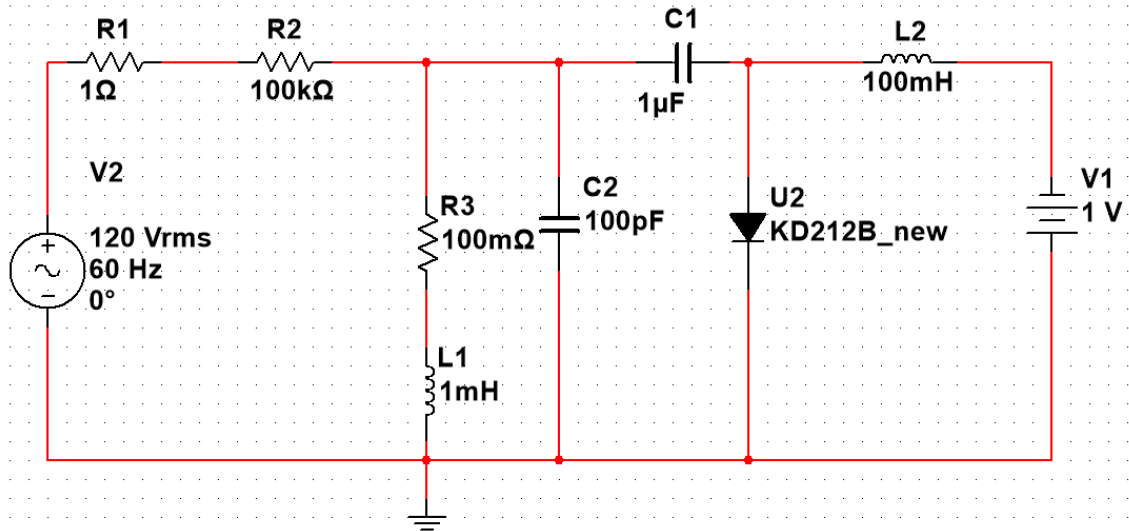 R1
1Ω
R2
100kΩ
C1
1µF
L2
100mH
V2
120 Vrms
60 Hz
0°
R3
100mΩ
C2
100pF
U2
KD212B_new
V1
1 V
L1
1mH